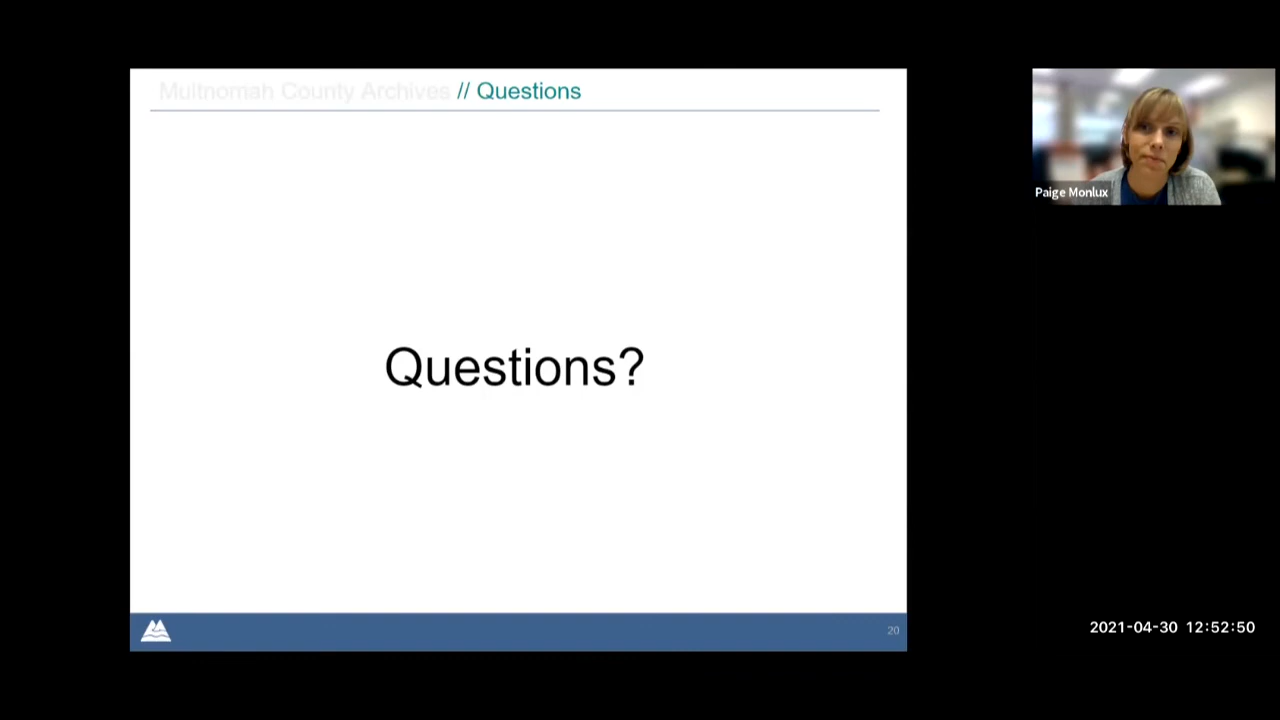 Multnomah County Archives // Questions
Paige Monlux
Questions?
2021-04-30 12:52:50
20